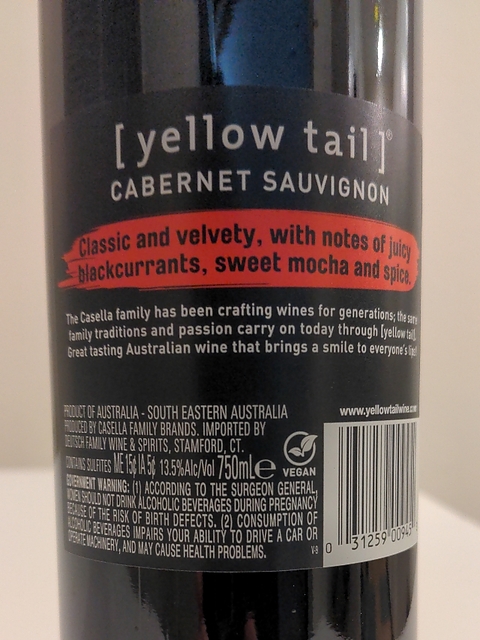 [ yellow tail ]®
CABERNET SAUVIGNON
Classic and velvety, with notes of juicy
blackcurrants, sweet mocha and spice.
The Casella family has been crafting wines for generations; the same
family traditions and passion carry on today through [yellow tail].
Great tasting Australian wine that brings a smile to everyone's lips!
PRODUCT OF AUSTRALIA - SOUTH EASTERN AUSTRALIA
PRODUCED BY CASELLA FAMILY BRANDS. IMPORTED BY
DEUTSCH FAMILY WINE & SPIRITS, STAMFORD, CT.
CONTAINS SULFITES ME 15¢ IA 5¢ 13.5%Alc/Vol 750ml e
VEGAN
GOVERNMENT WARNING: (1) ACCORDING TO THE SURGEON GENERAL,
WOMEN SHOULD NOT DRINK ALCOHOLIC BEVERAGES DURING PREGNANCY
BECAUSE OF THE RISK OF BIRTH DEFECTS. (2) CONSUMPTION OF
ALCOHOLIC BEVERAGES IMPAIRS YOUR ABILITY TO DRIVE A CAR OR
OPERATE MACHINERY, AND MAY CAUSE HEALTH PROBLEMS.
V-9
www.yellowtailwine.com
0 31259 00943